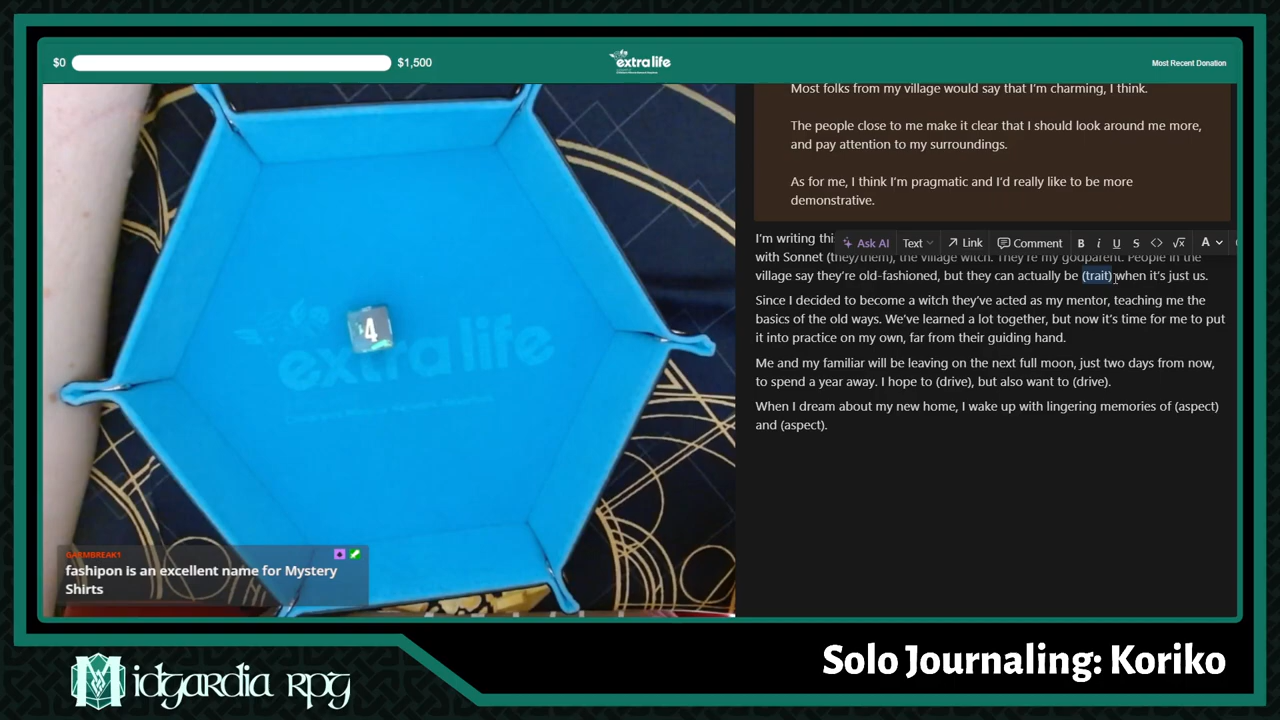 $0
$1,500
extra life
Most Recent Donation
Most folks from my village would say that I'm charming, I think.
The people close to me make it clear that I should look around me more,
and pay attention to my surroundings.
As for me, I think I'm pragmatic and I'd really like to be more
demonstrative.
I'm writing thi
Ask AI Text Link Comment B i U S <> √x A
with Sonnet (they/them), the village witch. They're my godparent. People in the
village say they're old-fashioned, but they can actually be (trait) when it's just us.
Since I decided to become a witch they've acted as my mentor, teaching me the
basics of the old ways. We've learned a lot together, but now it's time for me to put
it into practice on my own, far from their guiding hand.
Me and my familiar will be leaving on the next full moon, just two days from now,
to spend a year away. I hope to (drive), but also want to (drive).
When I dream about my new home, I wake up with lingering memories of (aspect)
and (aspect).
4
extra life
GARMBREAK1
fashipon is an excellent name for Mystery
Shirts
Solo Journaling: Koriko
Midgardia RPG